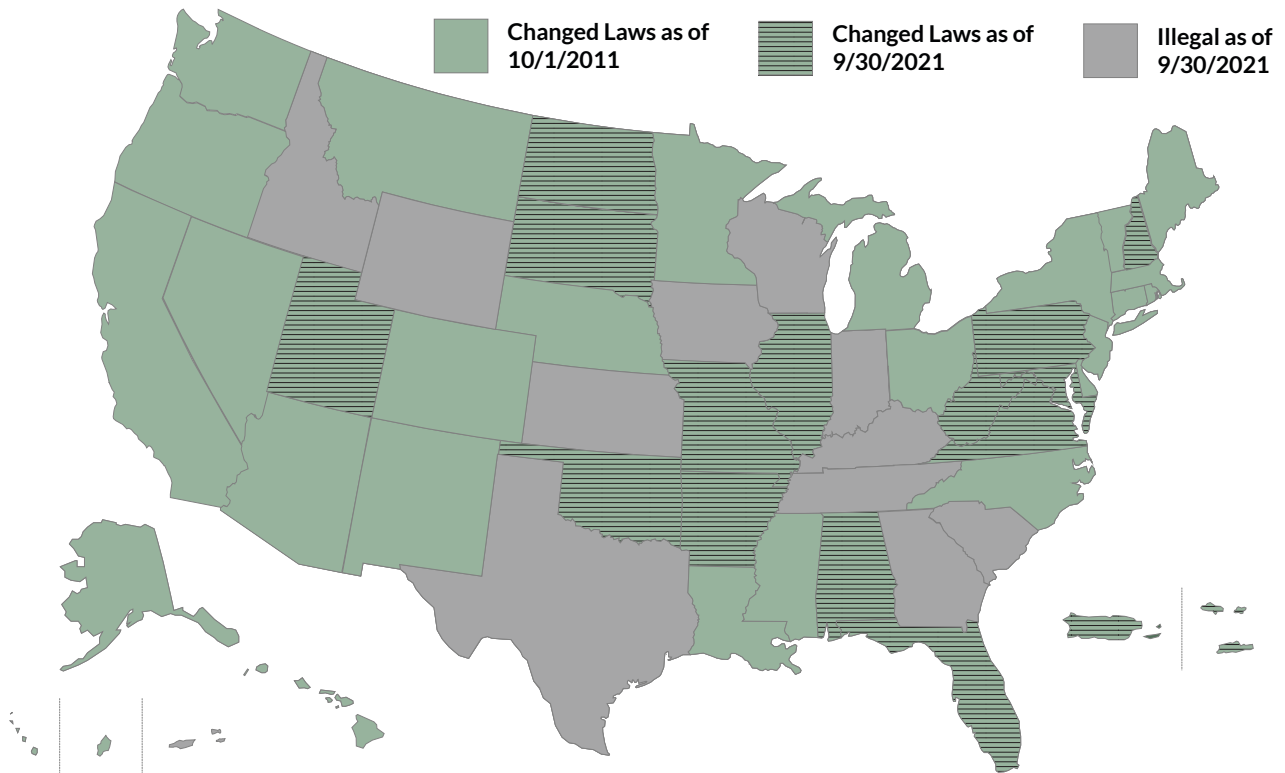 Changed Laws as of
10/1/2011
Changed Laws as of
9/30/2021
Illegal as of
9/30/2021